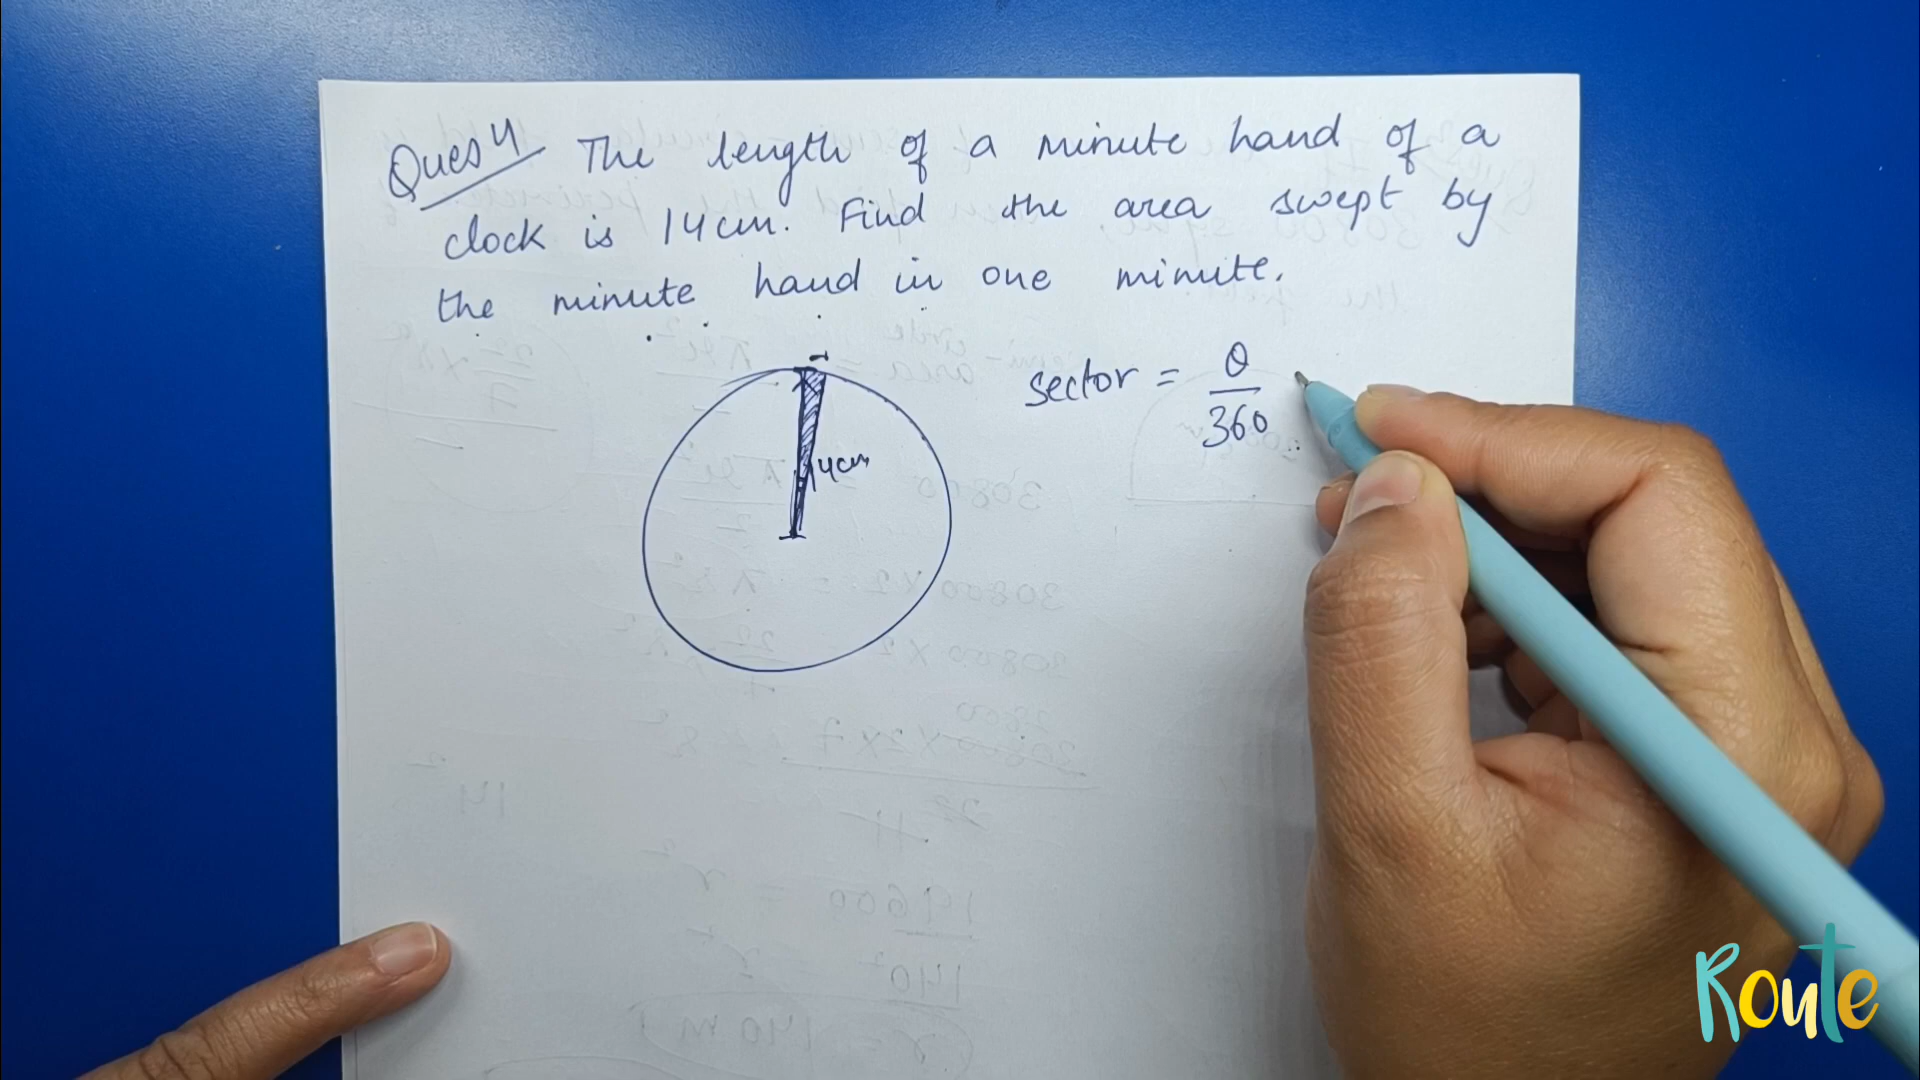 Ques 4 The length of a minute hand of a
clock is 14cm. Find the area swept by
the minute hand in one minute.
sector = θ
360
14cm
Route